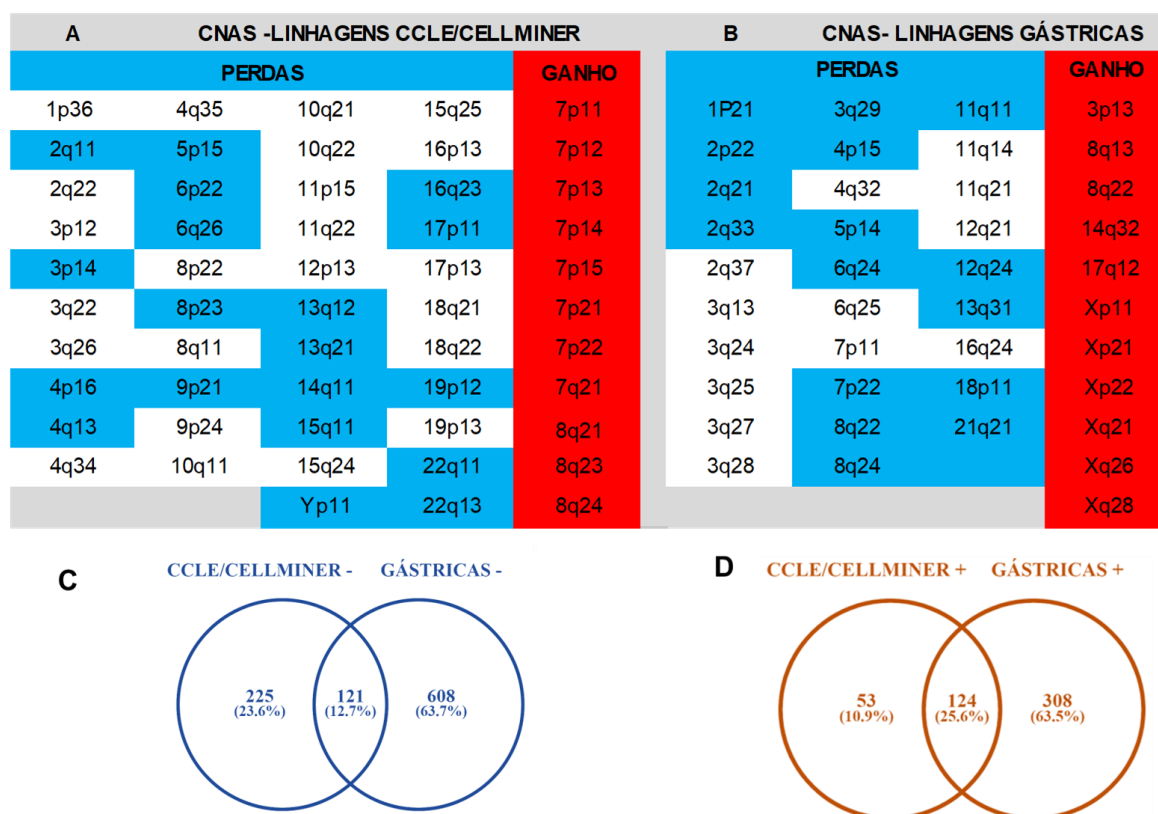 A CNAS -LINHAGENS CCLE/CELLMINER B CNAS- LINHAGENS GÁSTRICAS
PERDAS GANHO PERDAS GANHO
1p36 4q35 10q21 15q25 7p11 1P21 3q29 11q11 3p13
2q11 5p15 10q22 16p13 7p12 2p22 4p15 11q14 8q13
2q22 6p22 11p15 16q23 7p13 2q21 4q32 11q21 8q22
3p12 6q26 11q22 17p11 7p14 2q33 5p14 12q21 14q32
3p14 8p22 12p13 17p13 7p15 2q37 6q24 12q24 17q12
3q22 8p23 13q12 18q21 7p21 3q13 6q25 13q31 Xp11
3q26 8q11 13q21 18q22 7p22 3q24 7p11 16q24 Xp21
4p16 9p21 14q11 19p12 7q21 3q25 7p22 18p11 Xp22
4q13 9p24 15q11 19p13 8q21 3q27 8q22 21q21 Xq21
4q34 10q11 15q24 22q11 8q23 3q28 8q24 Xq26
Yp11 22q13 8q24 Xq28
C CCLE/CELLMINER - GÁSTRICAS - D CCLE/CELLMINER + GÁSTRICAS +
225 121 608 53 124 308
(23.6%) (12.7%) (63.7%) (10.9%) (25.6%) (63.5%)